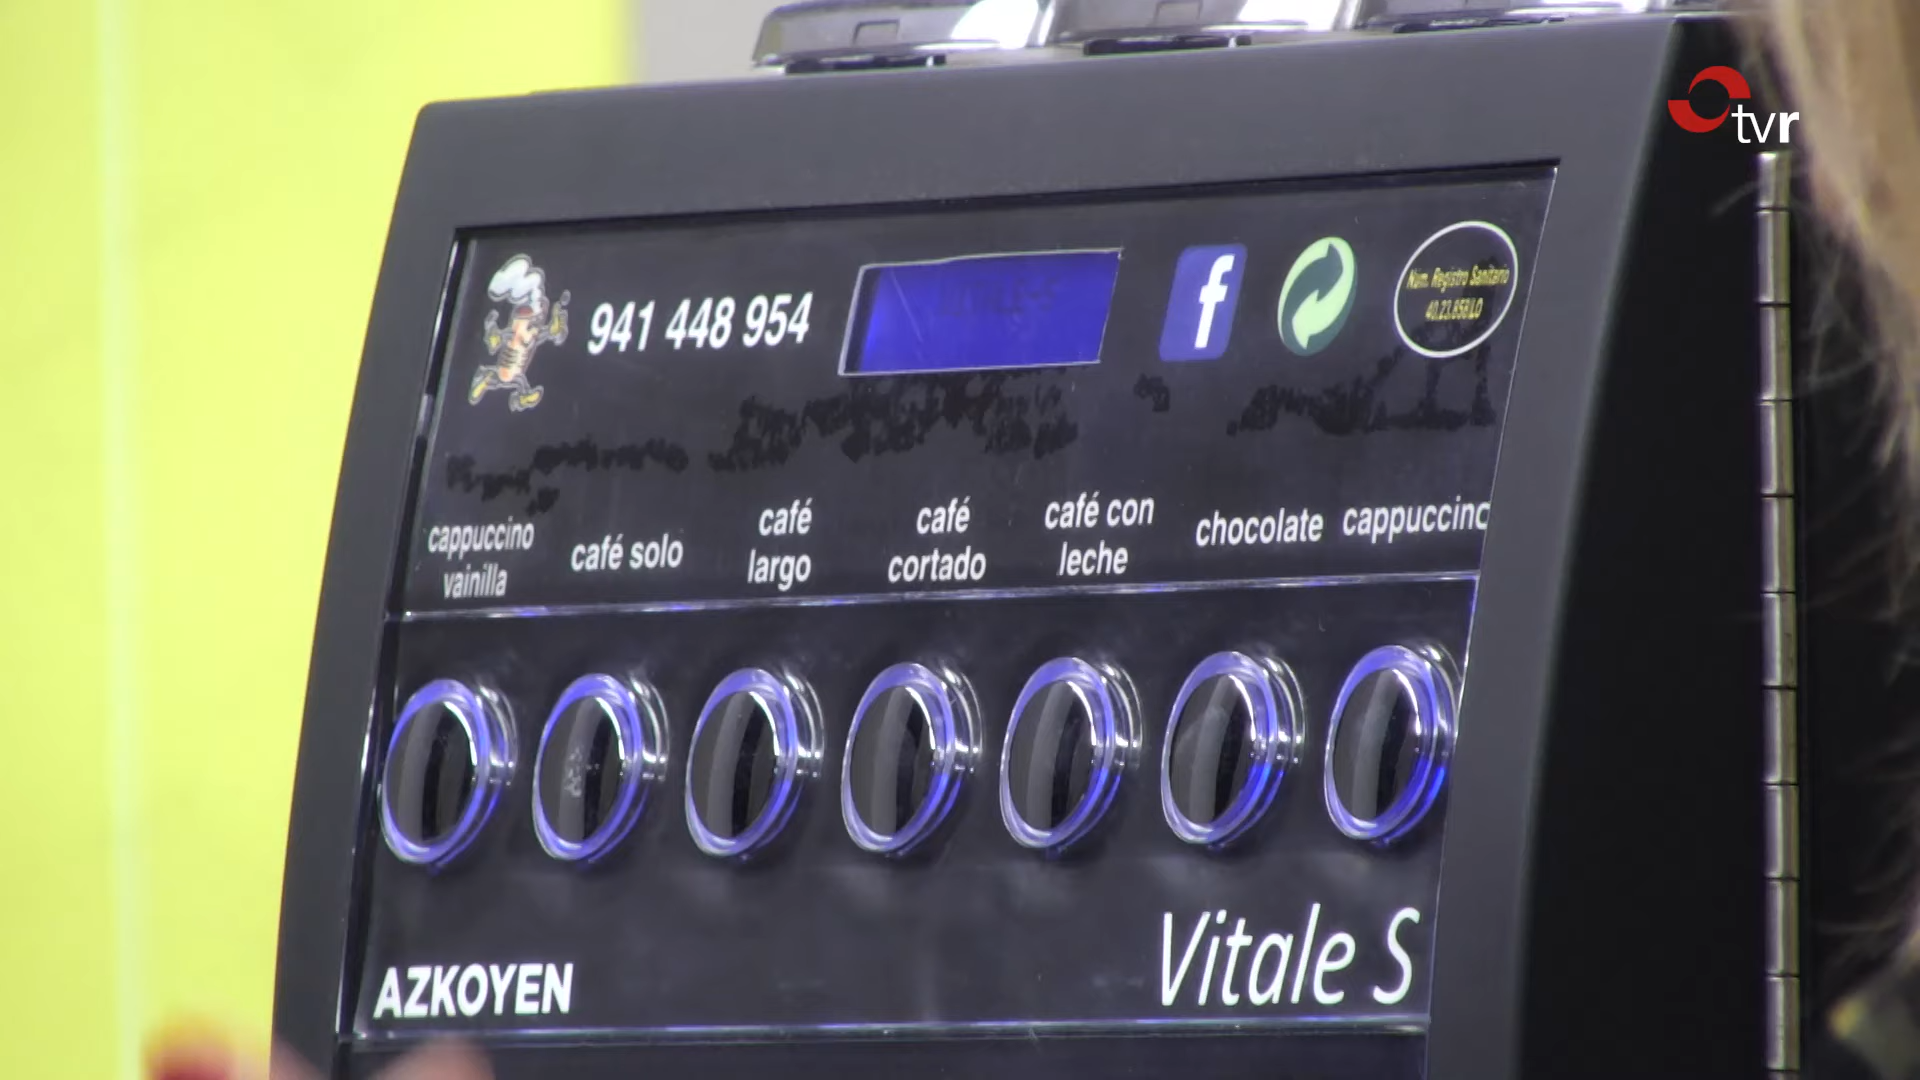 tvr
941 448 954
f
Núm. Registro Sanitario
cappuccino
vainilla
café solo
café
largo
café
cortado
café con
leche
chocolate
cappuccino
AZKOYEN
Vitale S